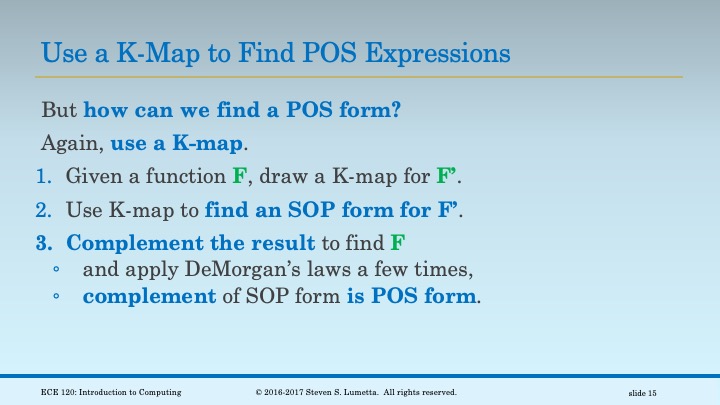 Use a K-Map to Find POS Expressions
But how can we find a POS form?
Again, use a K-map.
1. Given a function F, draw a K-map for F’.
2. Use K-map to find an SOP form for F’.
3. Complement the result to find F
◦ and apply DeMorgan’s laws a few times,
◦ complement of SOP form is POS form.
ECE 120: Introduction to Computing © 2016-2017 Steven S. Lumetta. All rights reserved. slide 15